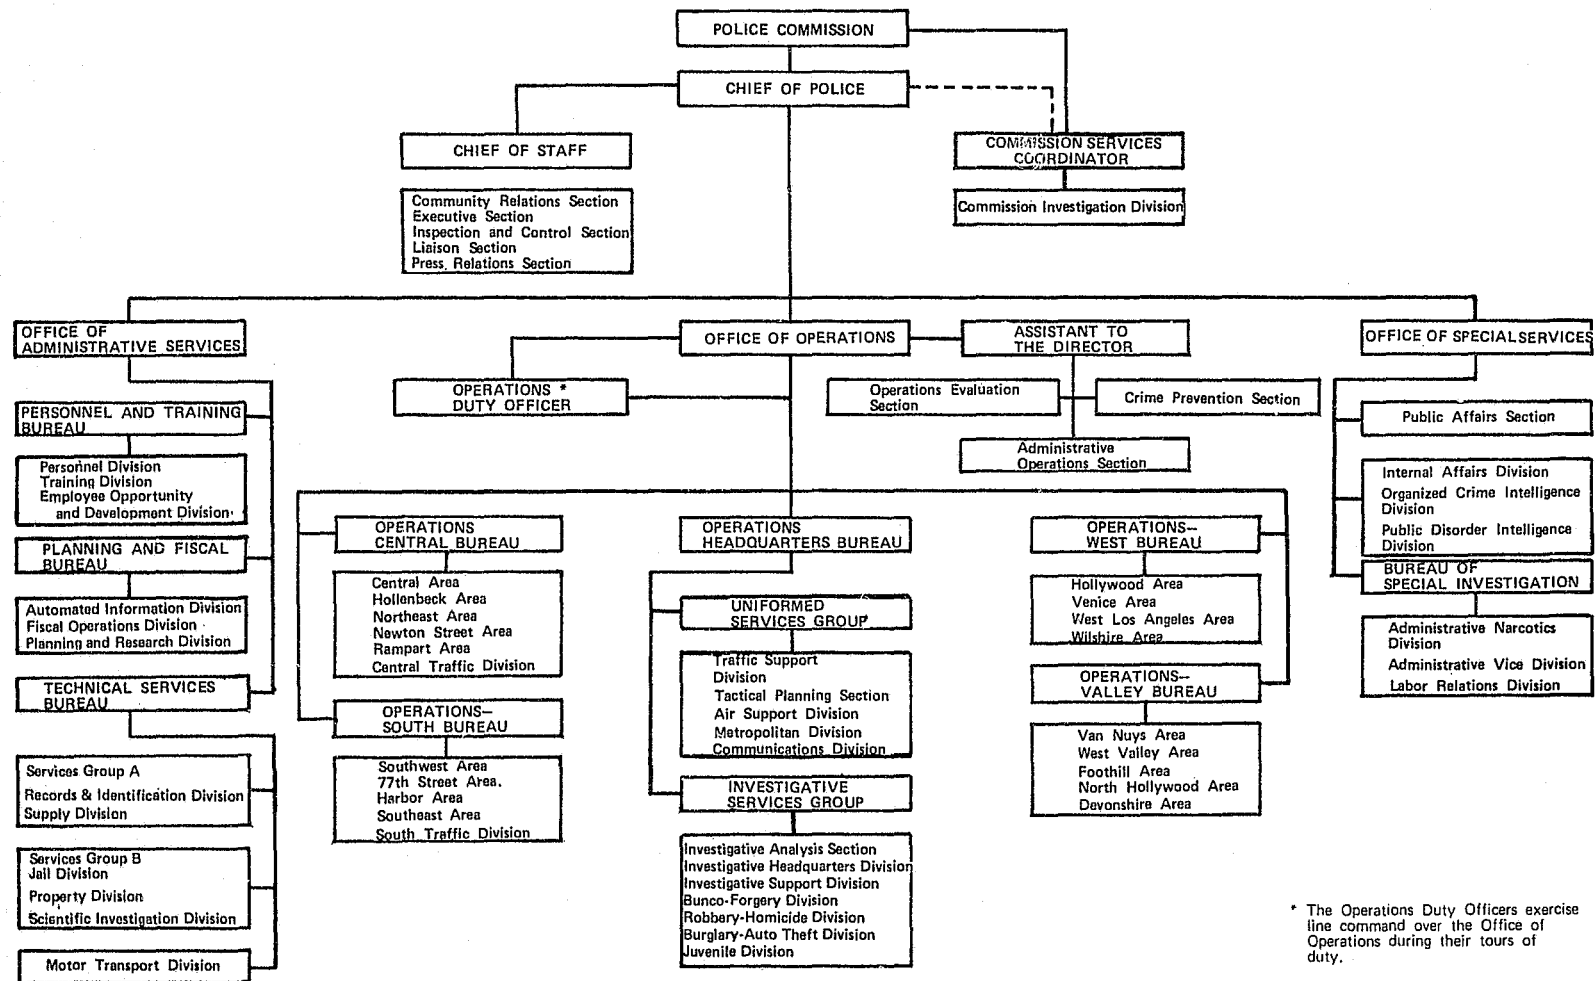 POLICE COMMISSION
CHIEF OF POLICE
CHIEF OF STAFF
COMMISSION SERVICES
COORDINATOR
Community Relations Section
Executive Section
Inspection and Control Section
Liaison Section
Press. Relations Section
Commission Investigation Division
OFFICE OF
ADMINISTRATIVE SERVICES
OFFICE OF OPERATIONS
ASSISTANT TO
THE DIRECTOR
OFFICE OF SPECIAL SERVICES
OPERATIONS *
DUTY OFFICER
Operations Evaluation
Section
Crime Prevention Section
Administrative
Operations Section
PERSONNEL AND TRAINING
BUREAU
Personnel Division
Training Division
Employee Opportunity
and Development Division
PLANNING AND FISCAL
BUREAU
Automated Information Division
Fiscal Operations Division
Planning and Research Division
TECHNICAL SERVICES
BUREAU
Services Group A
Records & Identification Division
Supply Division
Services Group B
Jail Division
Property Division
Scientific Investigation Division
Motor Transport Division
OPERATIONS
CENTRAL BUREAU
Central Area
Hollenbeck Area
Northeast Area
Newton Street Area
Rampart Area
Central Traffic Division
OPERATIONS—
SOUTH BUREAU
Southwest Area
77th Street Area.
Harbor Area
Southeast Area
South Traffic Division
OPERATIONS
HEADQUARTERS BUREAU
UNIFORMED
SERVICES GROUP
Traffic Support
Division
Tactical Planning Section
Air Support Division
Metropolitan Division
Communications Division
INVESTIGATIVE
SERVICES GROUP
Investigative Analysis Section
Investigative Headquarters Division
Investigative Support Division
Bunco-Forgery Division
Robbery-Homicide Division
Burglary-Auto Theft Division
Juvenile Division
OPERATIONS—
WEST BUREAU
Hollywood Area
Venice Area
West Los Angeles Area
Wilshire Area
OPERATIONS—
VALLEY BUREAU
Van Nuys Area
West Valley Area
Foothill Area
North Hollywood Area
Devonshire Area
Public Affairs Section
Internal Affairs Division
Organized Crime Intelligence
Division
Public Disorder Intelligence
Division
BUREAU OF
SPECIAL INVESTIGATION
Administrative Narcotics
Division
Administrative Vice Division
Labor Relations Division
* The Operations Duty Officers exercise
line command over the Office of
Operations during their tours of
duty.